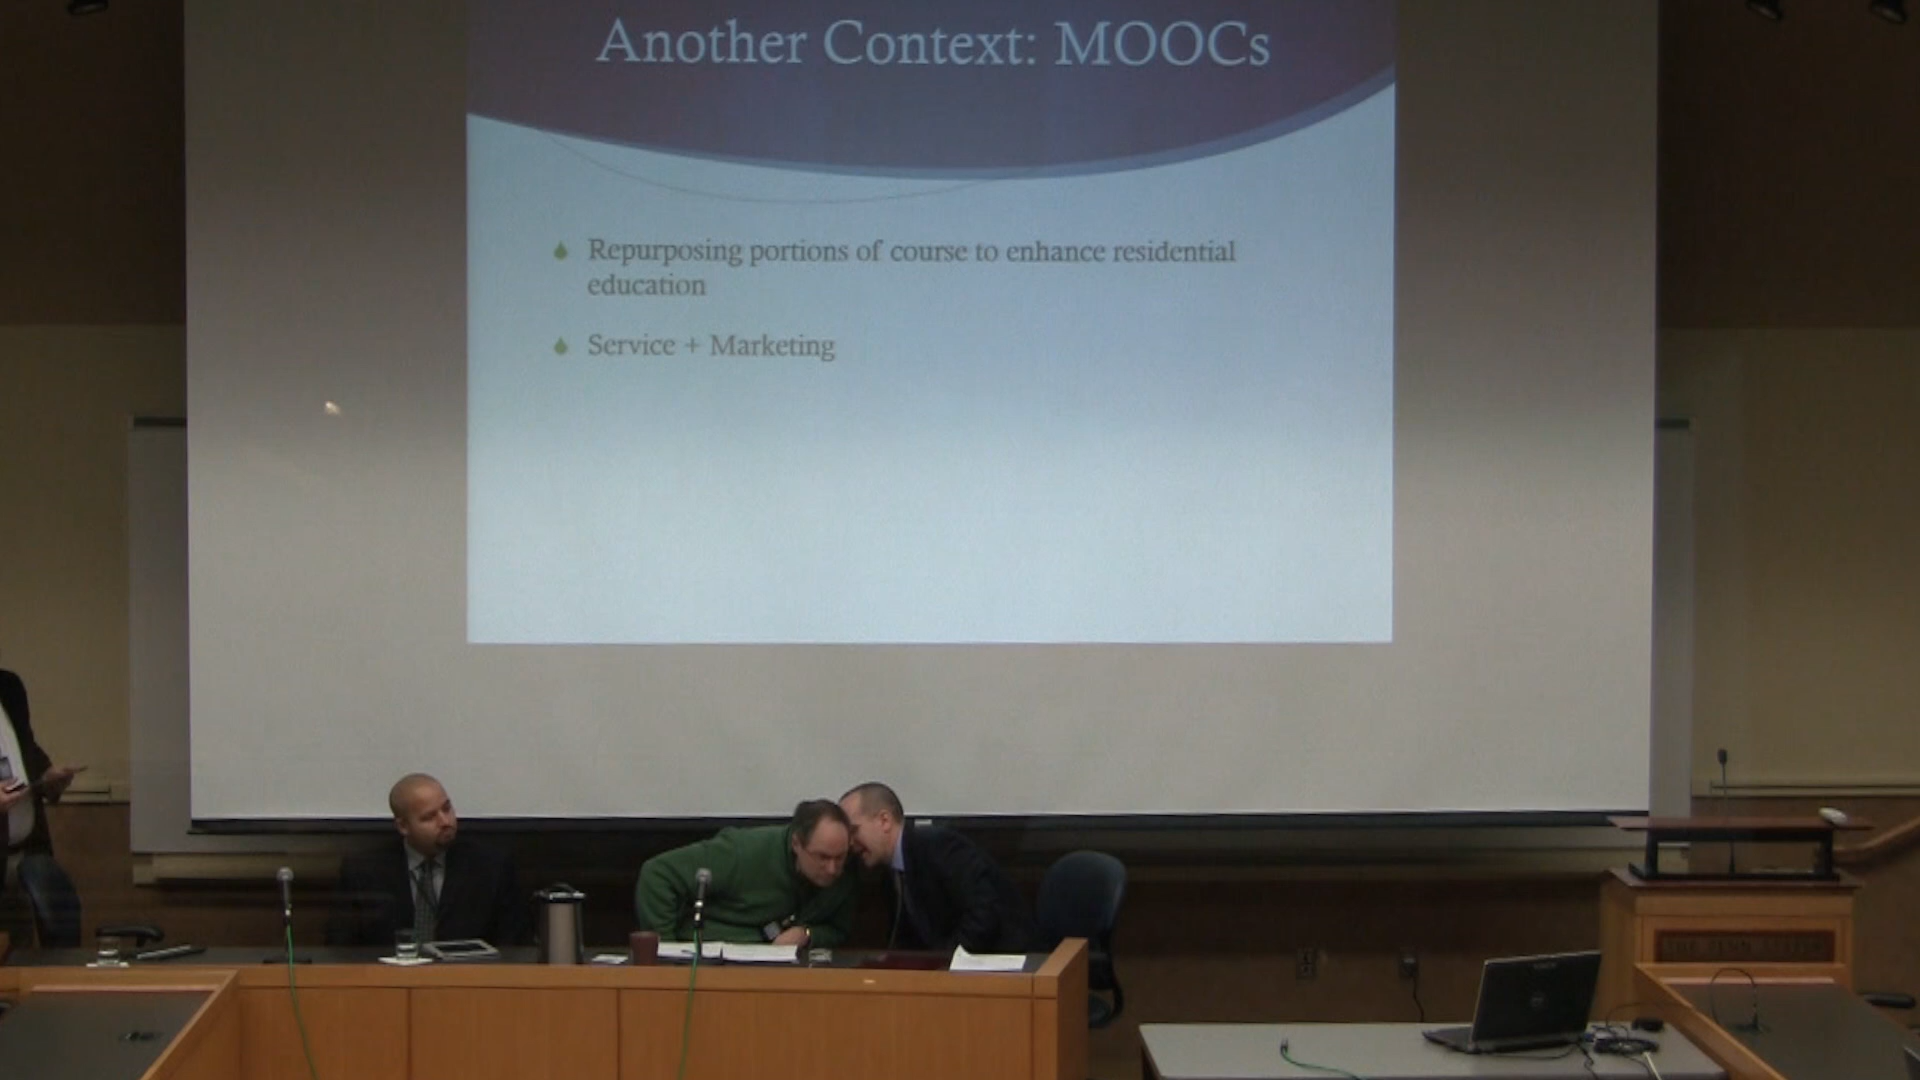 Another Context: MOOCs
Repurposing portions of course to enhance residential
education
Service + Marketing